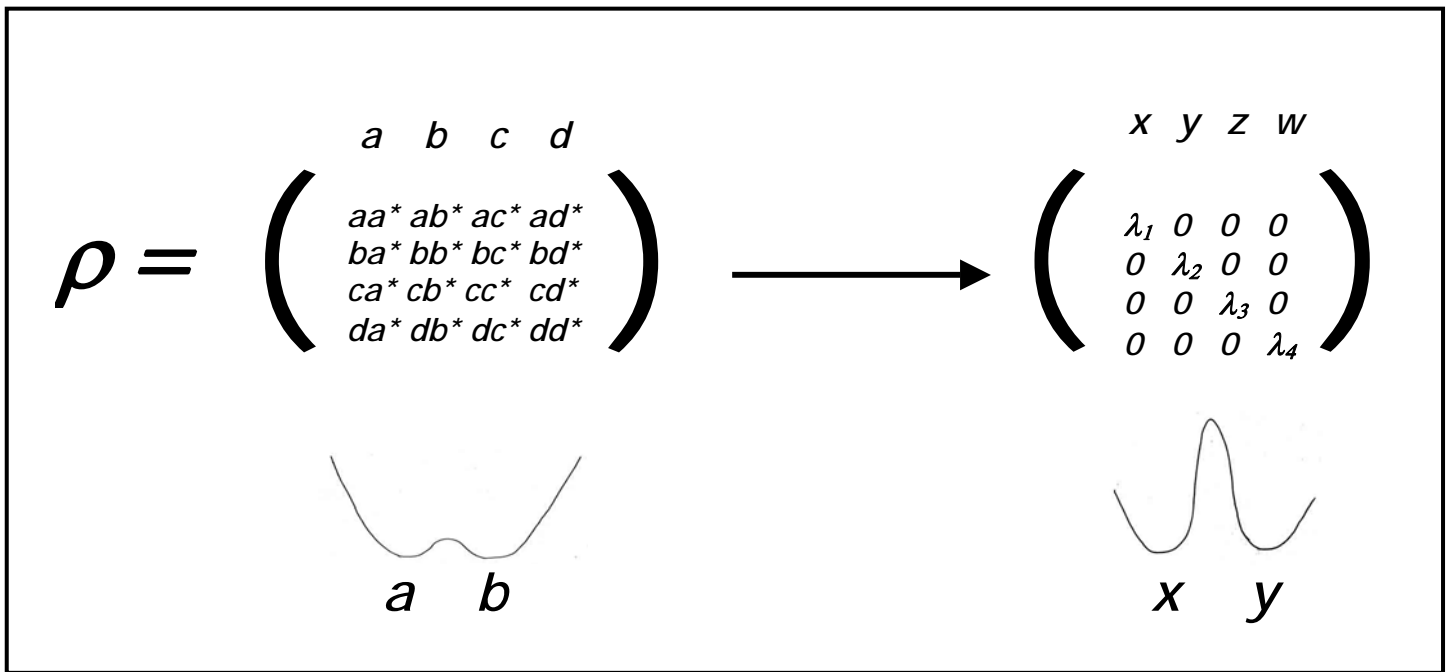 ρ =
a b c d
aa* ab* ac* ad*
ba* bb* bc* bd*
ca* cb* cc* cd*
da* db* dc* dd*
a b
x y z w
λ1 0 0 0
0 λ2 0 0
0 0 λ3 0
0 0 0 λ4
x y